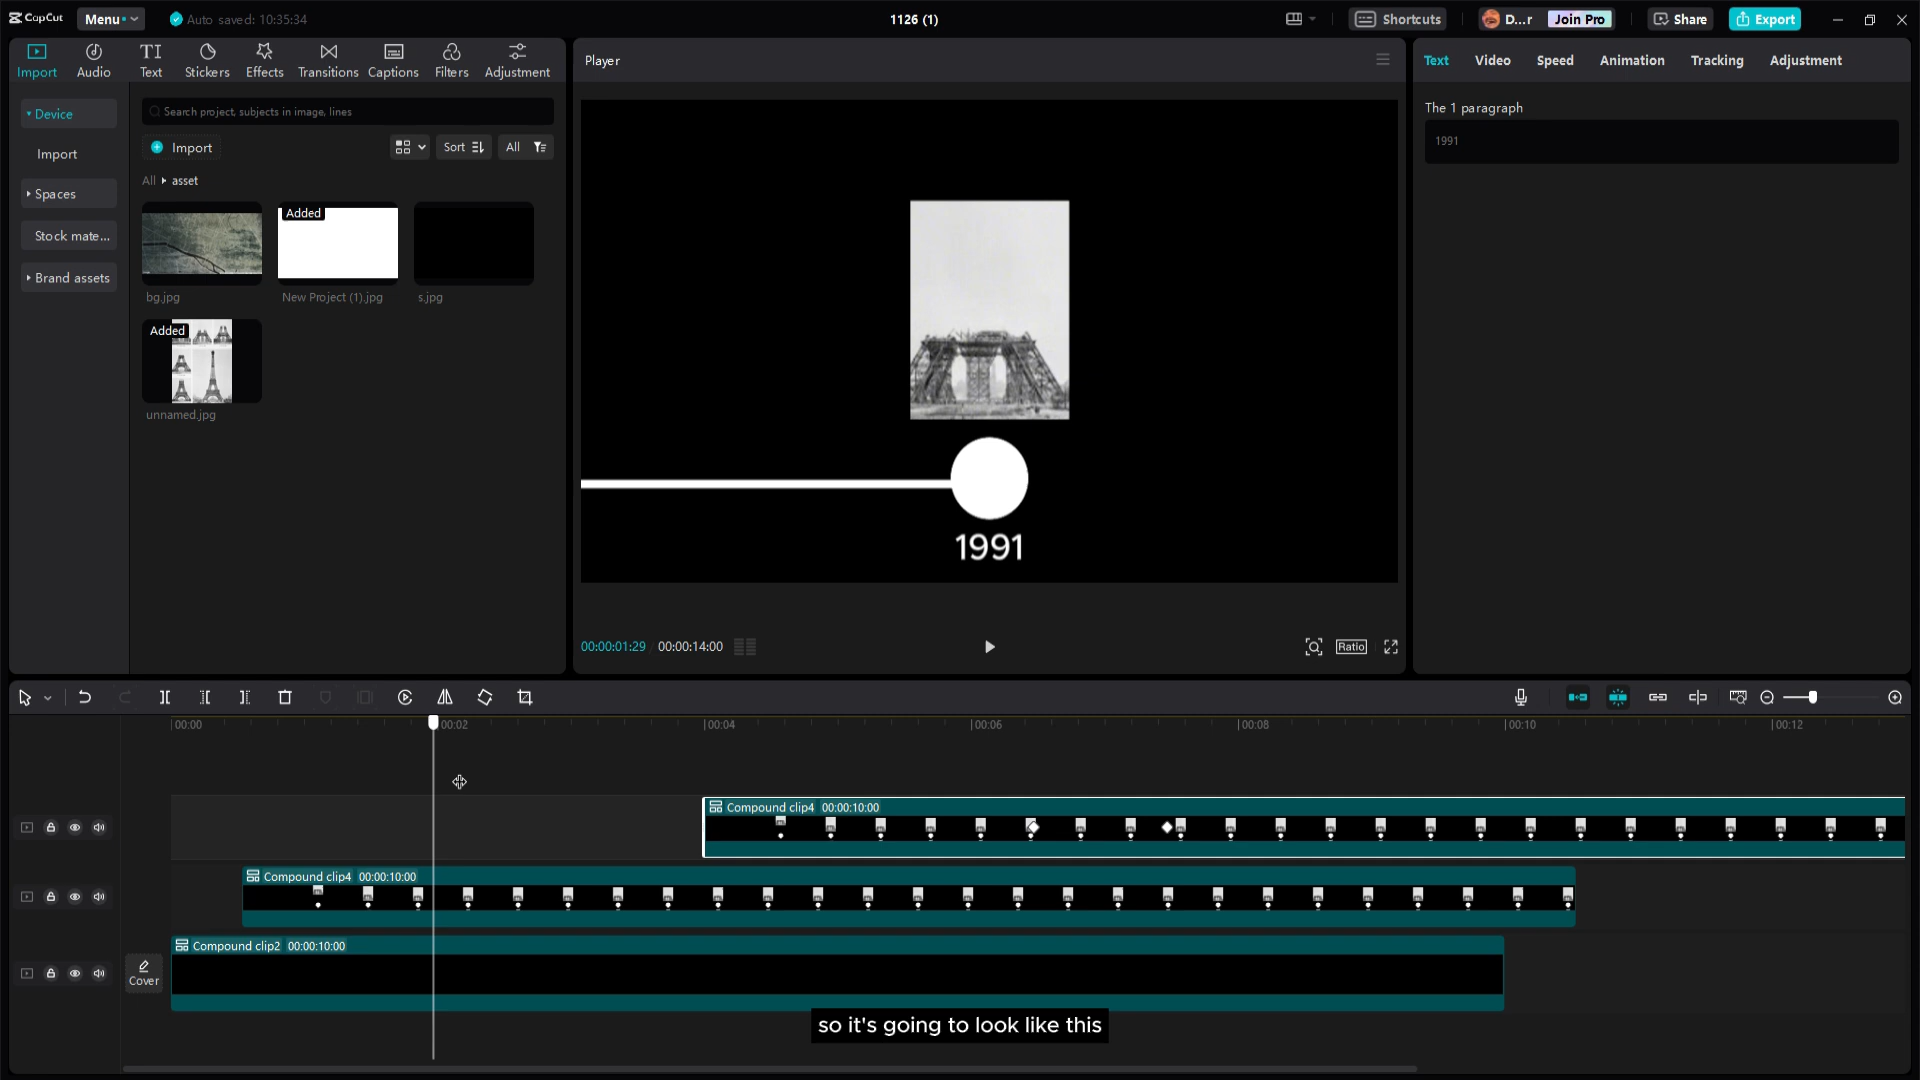 CapCut
Menu
Auto saved: 10:35:34
1126 (1)
Shortcuts
D...r
Join Pro
Share
Export
Import
Audio
Text
Stickers
Effects
Transitions
Captions
Filters
Adjustment
Device
Import
Spaces
Stock mate...
Brand assets
Search project, subjects in image, lines
Import
Sort
All
All
asset
bg.jpg
Added
New Project (1).jpg
s.jpg
Added
unnamed.jpg
Player
1991
00:00:01:29
00:00:14:00
Ratio
Text
Video
Speed
Animation
Tracking
Adjustment
The 1 paragraph
1991
00:00
00:02
00:04
00:06
00:08
00:10
00:12
Compound clip4 00:00:10:00
Compound clip4 00:00:10:00
Compound clip2 00:00:10:00
Cover
so it's going to look like this